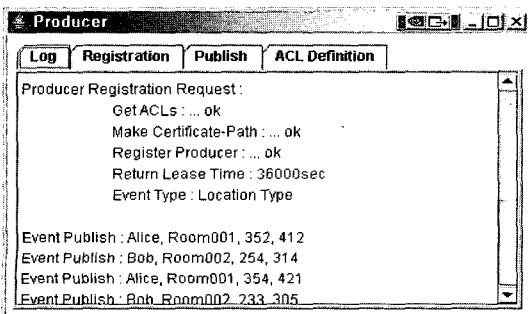 Producer
Log Registration Publish ACL Definition
Producer Registration Request :
Get ACLs : ... ok
Make Certificate-Path : ... ok
Register Producer : ... ok
Return Lease Time : 36000sec
Event Type : Location Type
Event Publish : Alice, Room001, 352, 412
Event Publish : Bob, Room002, 254, 314
Event Publish : Alice, Room001, 354, 421
Event Publish : Bob, Room002, 233, 305